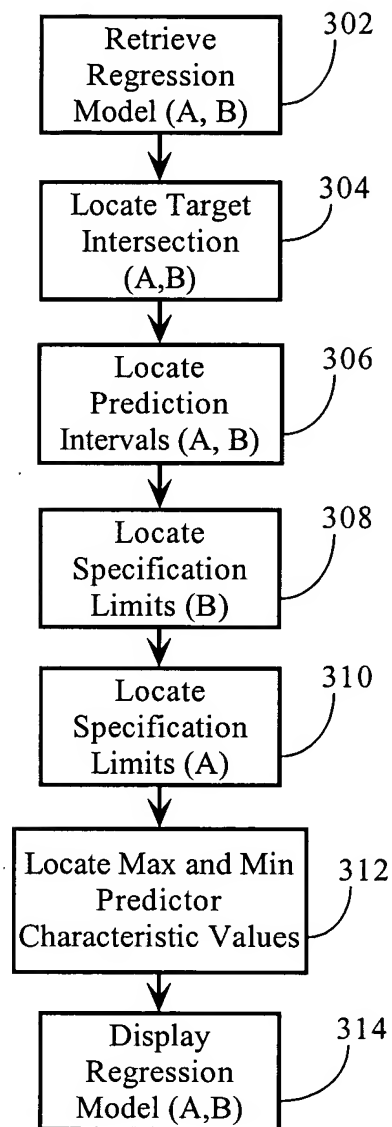 302
Retrieve
Regression
Model (A, B)
304
Locate Target
Intersection
(A,B)
306
Locate
Prediction
Intervals (A, B)
308
Locate
Specification
Limits (B)
310
Locate
Specification
Limits (A)
312
Locate Max and Min
Predictor
Characteristic Values
314
Display
Regression
Model (A,B)